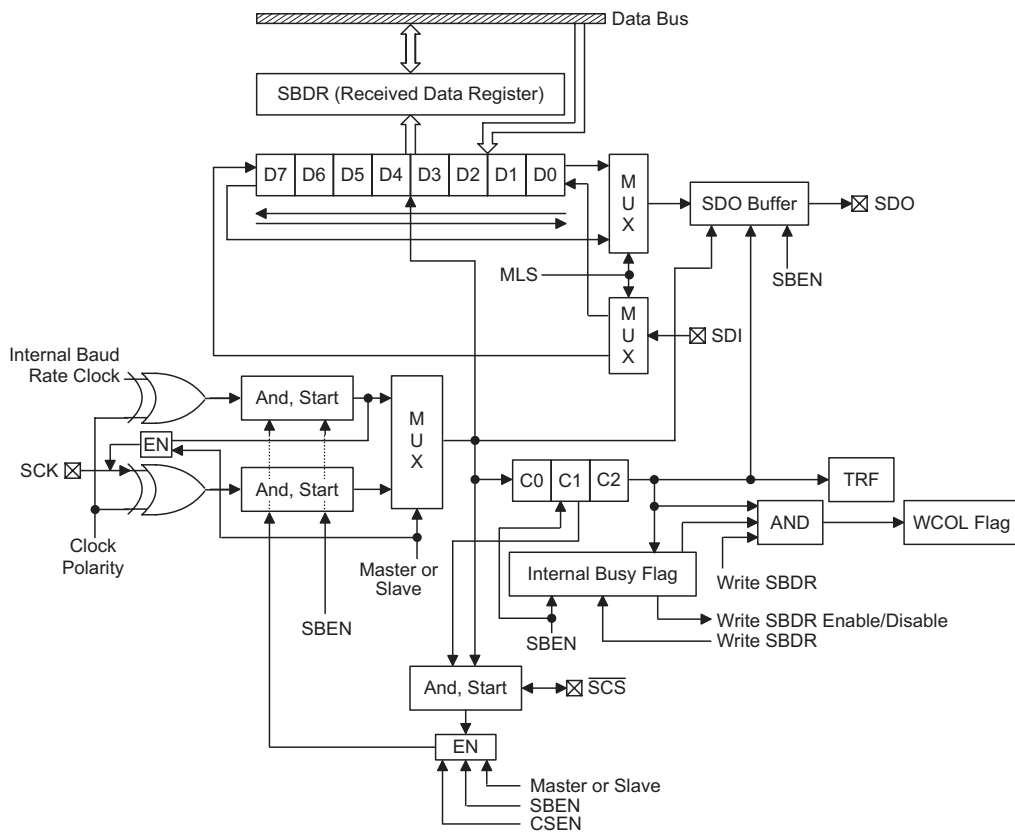 Data Bus
SBDR (Received Data Register)
D7 D6 D5 D4 D3 D2 D1 D0
M
U
X
SDO Buffer
SDO
MLS
SBEN
M
U
X
SDI
Internal Baud
Rate Clock
And, Start
M
U
X
EN
SCK
And, Start
C0 C1 C2
TRF
AND
WCOL Flag
Clock
Polarity
Master or
Slave
Internal Busy Flag
Write SBDR
SBEN
Write SBDR Enable/Disable
SBEN
Write SBDR
And, Start
SCS
EN
Master or Slave
SBEN
CSEN